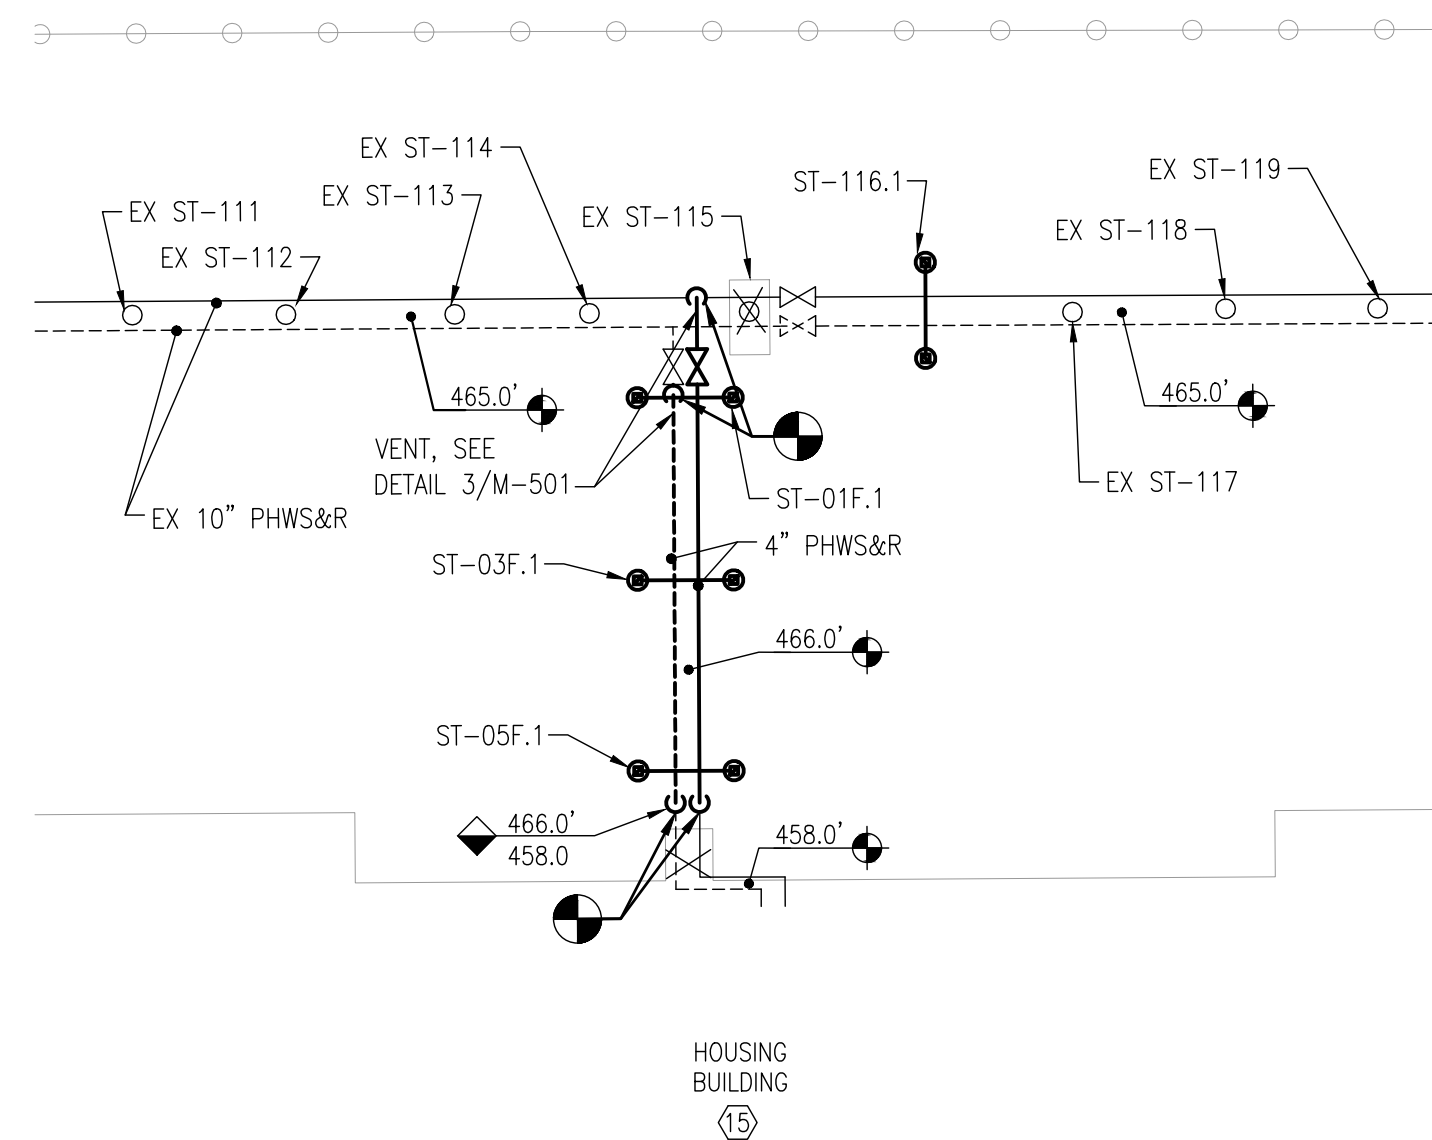 EX ST-114
ST-116.1
EX ST-119
EX ST-113
EX ST-111
EX ST-115
EX ST-118
EX ST-112
465.0'
465.0'
VENT, SEE
DETAIL 3/M-501
EX ST-117
ST-01F.1
EX 10" PHWS&R
4" PHWS&R
ST-03F.1
466.0'
ST-05F.1
466.0'
458.0
458.0'
HOUSING
BUILDING
15